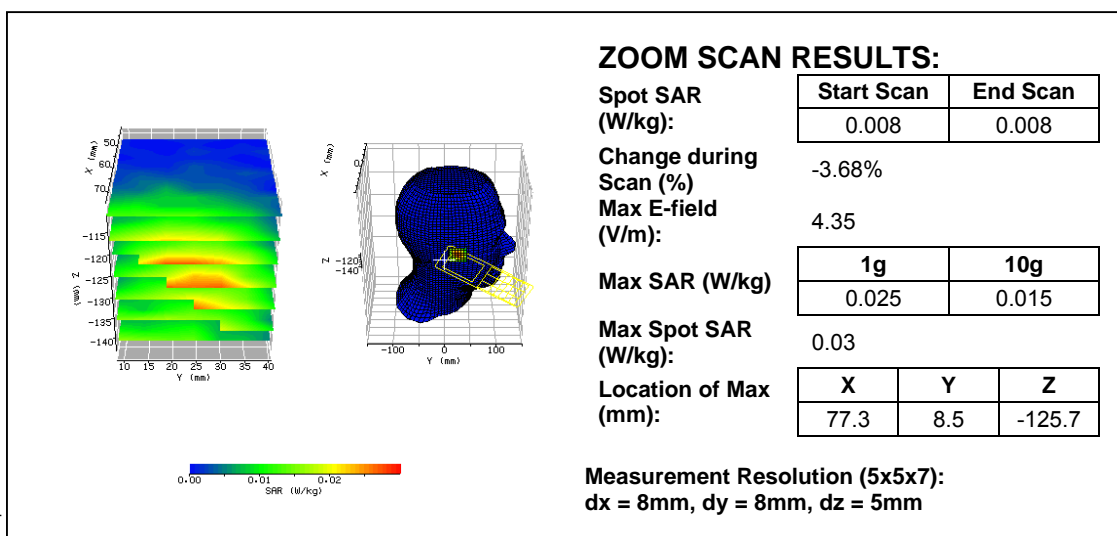 ZOOM SCAN RESULTS:
Spot SAR
(W/kg):
Start Scan End Scan
0.008 0.008
Change during
Scan (%)
-3.68%
Max E-field
(V/m):
4.35
Max SAR (W/kg)
1g 10g
0.025 0.015
Max Spot SAR
(W/kg):
0.03
Location of Max
(mm):
X Y Z
77.3 8.5 -125.7
Measurement Resolution (5x5x7):
dx = 8mm, dy = 8mm, dz = 5mm
X (mm)
50
60
70
Z (mm)
-115
-120
-125
-130
-135
-140
10 15 20 25 30 35 40
Y (mm)
X (mm)
0
Z
-120
-140
-100 0 100
Y (mm)
0.00 0.01 0.02
SAR (W/kg)